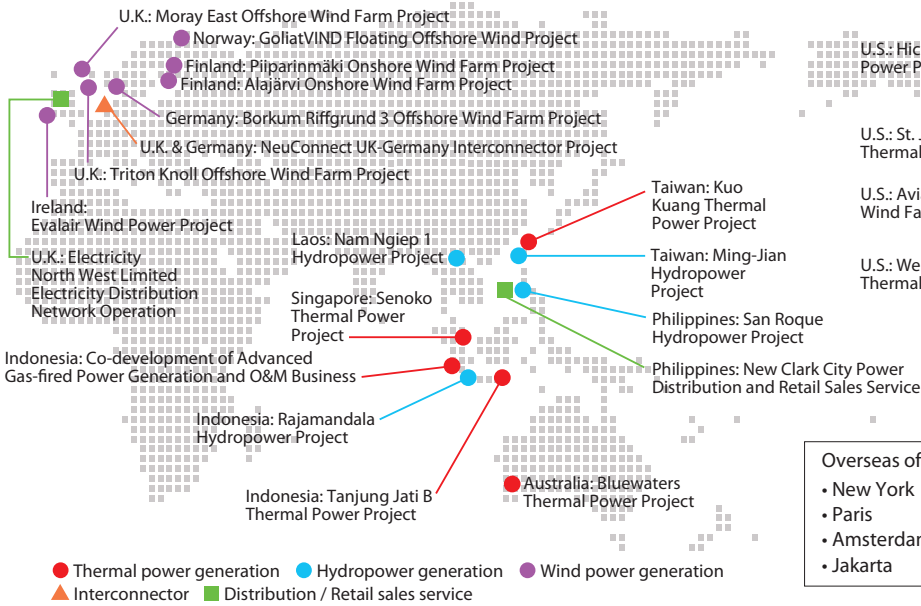 U.K.: Moray East Offshore Wind Farm Project
Norway: GoliatVIND Floating Offshore Wind Project
Finland: Piiparinmäki Onshore Wind Farm Project
Finland: Alajärvi Onshore Wind Farm Project
Germany: Borkum Riffgrund 3 Offshore Wind Farm Project
U.K. & Germany: NeuConnect UK-Germany Interconnector Project
U.K.: Triton Knoll Offshore Wind Farm Project
Ireland:
Evalair Wind Power Project
U.K.: Electricity
North West Limited
Electricity Distribution
Network Operation
Laos: Nam Ngiep 1
Hydropower Project
Singapore: Senoko
Thermal Power
Project
Indonesia: Co-development of Advanced
Gas-fired Power Generation and O&M Business
Indonesia: Rajamandala
Hydropower Project
Indonesia: Tanjung Jati B
Thermal Power Project
Taiwan: Kuo
Kuang Thermal
Power Project
Taiwan: Ming-Jian
Hydropower
Project
Philippines: San Roque
Hydropower Project
Philippines: New Clark City Power
Distribution and Retail Sales Service
Australia: Bluewaters
Thermal Power Project
U.S.: Hic
Power P
U.S.: St.
Thermal
U.S.: Avi
Wind Fa
U.S.: We
Thermal
Overseas of
• New York
• Paris
• Amsterdar
• Jakarta
Thermal power generation
Hydropower generation
Wind power generation
Interconnector
Distribution / Retail sales service